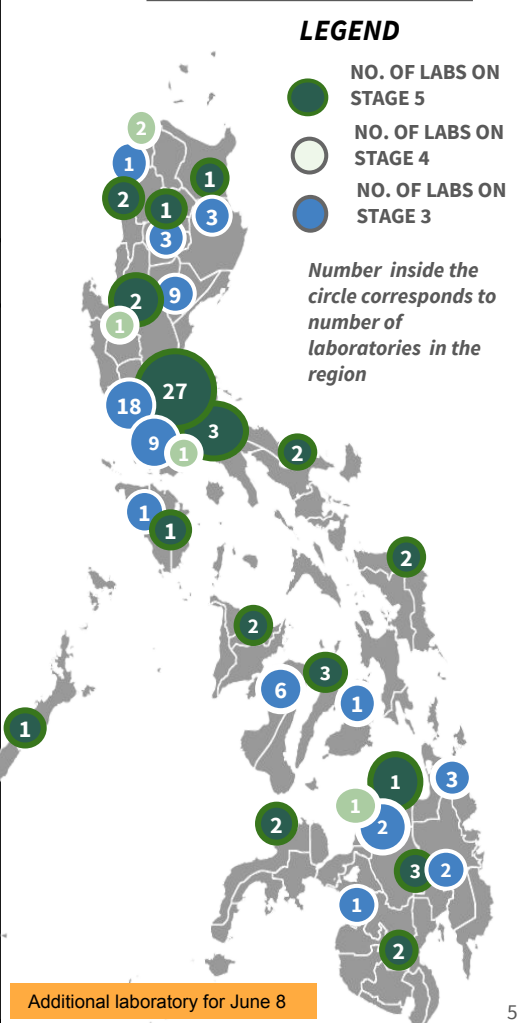 LEGEND
NO. OF LABS ON
STAGE 5
NO. OF LABS ON
STAGE 4
NO. OF LABS ON
STAGE 3
Number inside the
circle corresponds to
number of
laboratories in the
region
2
1
1
2
1
3
3
9
2
1
27
18
3
9
1
2
1
1
2
2
3
6
1
1
1
3
1
2
2
3
2
1
2
Additional laboratory for June 8
5